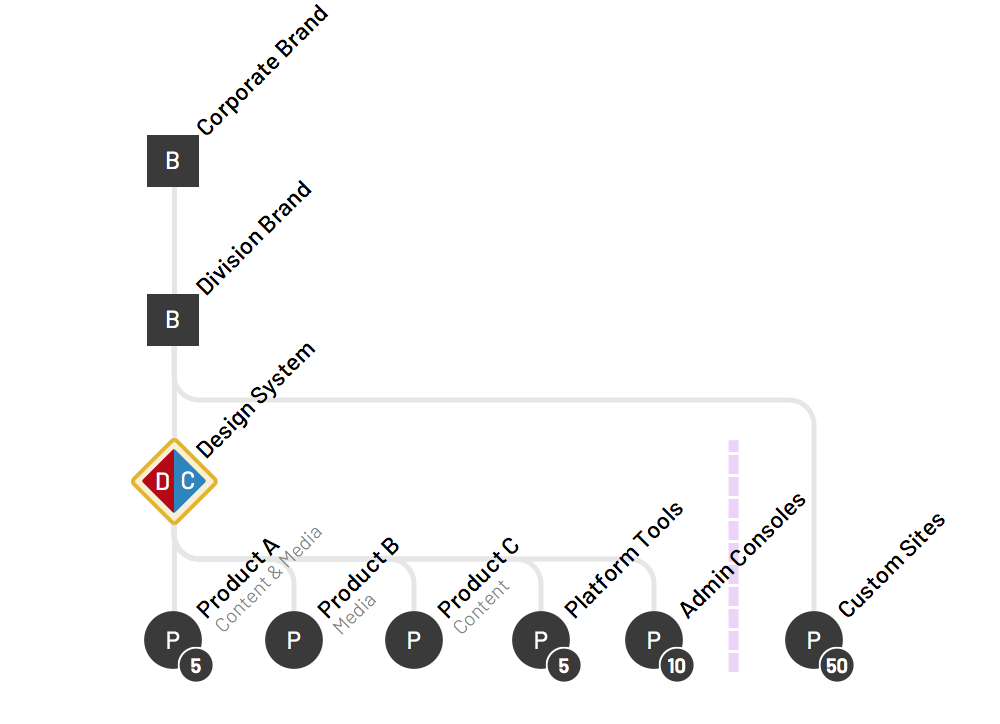 Corporate Brand
B
Division Brand
B
Design System
D C
Product A
Content & Media
Product B
Media
Product C
Content
Platform Tools
Admin Consoles
Custom Sites
P
5
P
P
P
5
P
10
P
50